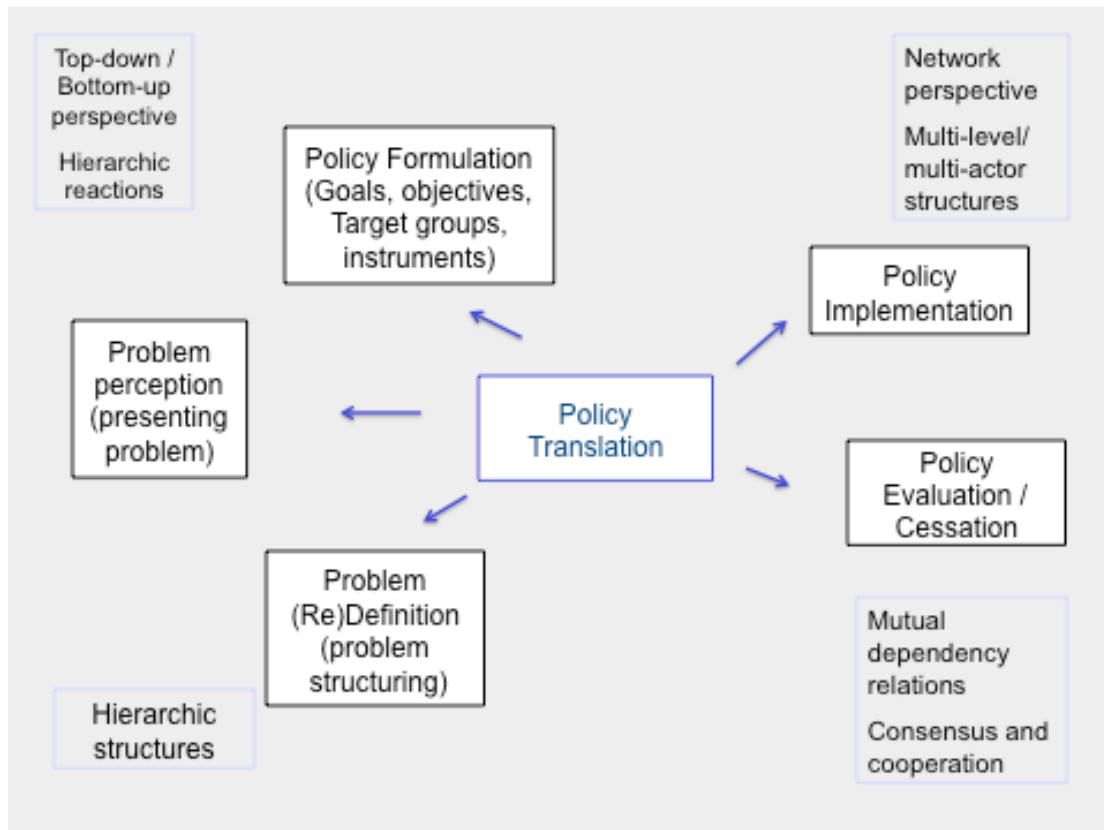 Top-down /
Bottom-up
perspective
Hierarchic
reactions
Network
perspective
Multi-level/
multi-actor
structures
Policy Formulation
(Goals, objectives,
Target groups,
instruments)
Policy
Implementation
Problem
perception
(presenting
problem)
Policy
Translation
Policy
Evaluation /
Cessation
Problem
(Re)Definition
(problem
structuring)
Mutual
dependency
relations
Consensus and
cooperation
Hierarchic
structures